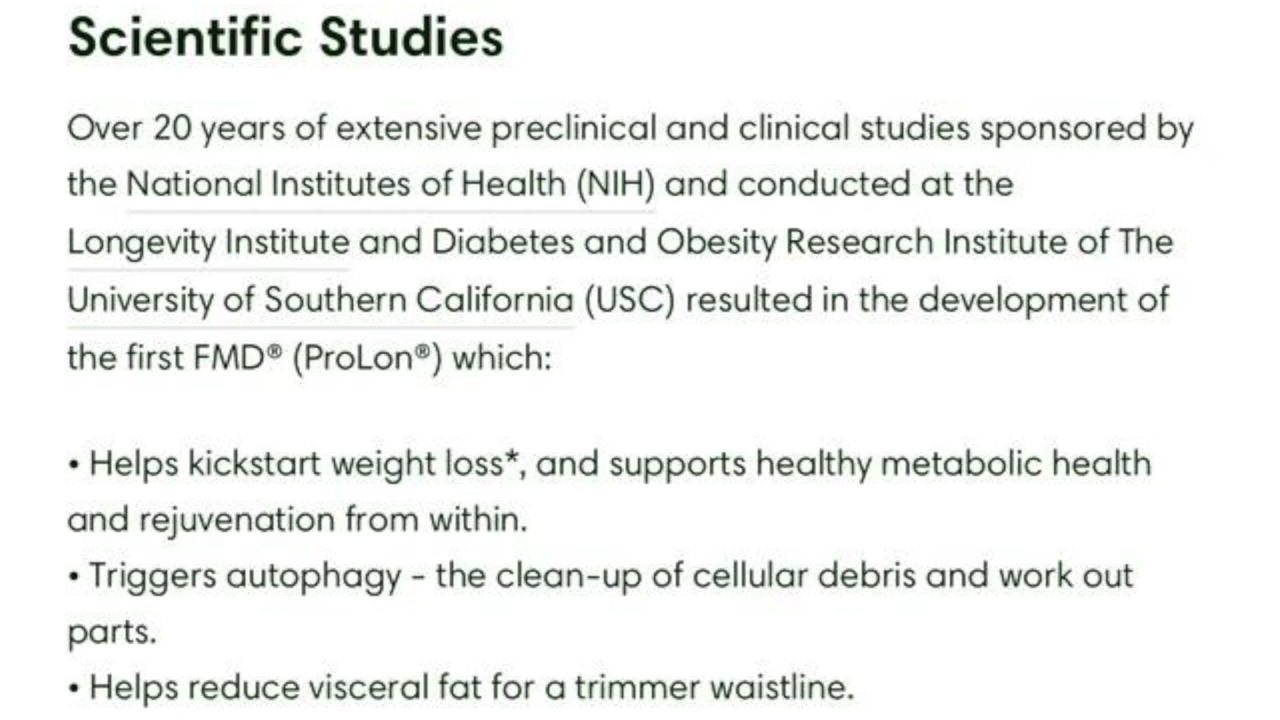 Scientific Studies
Over 20 years of extensive preclinical and clinical studies sponsored by
the National Institutes of Health (NIH) and conducted at the
Longevity Institute and Diabetes and Obesity Research Institute of The
University of Southern California (USC) resulted in the development of
the first FMD® (ProLon®) which:
• Helps kickstart weight loss*, and supports healthy metabolic health
and rejuvenation from within.
• Triggers autophagy - the clean-up of cellular debris and work out
parts.
• Helps reduce visceral fat for a trimmer waistline.